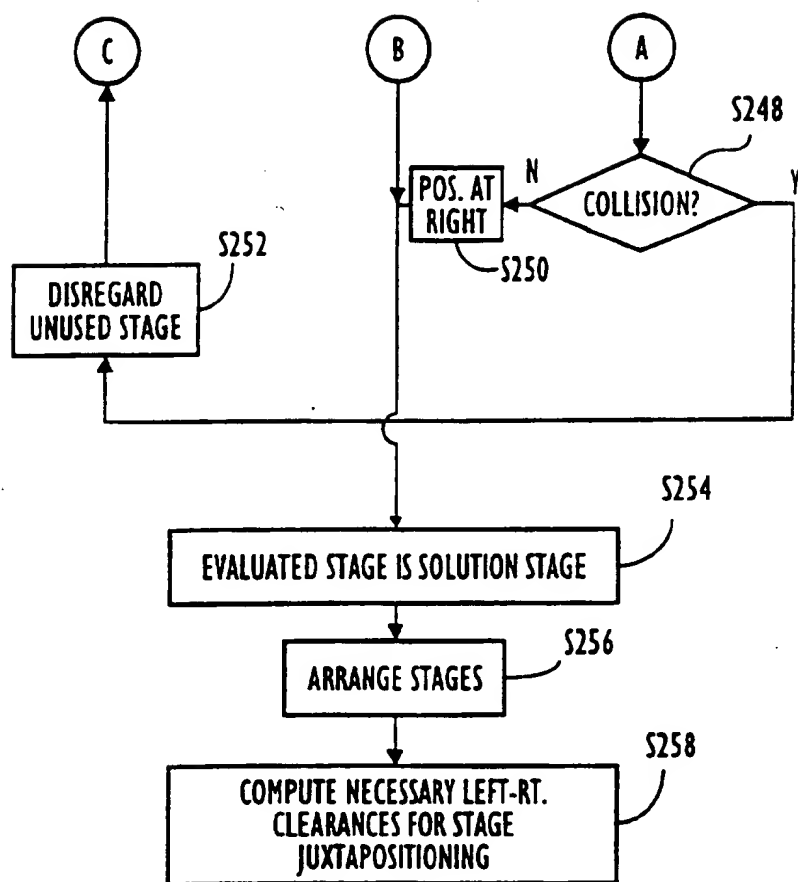 C
B
A
S248
N
Y
POS. AT
RIGHT
COLLISION?
S252
S250
DISREGARD
UNUSED STAGE
S254
EVALUATED STAGE IS SOLUTION STAGE
S256
ARRANGE STAGES
S258
COMPUTE NECESSARY LEFT-RT.
CLEARANCES FOR STAGE
JUXTAPOSITIONING